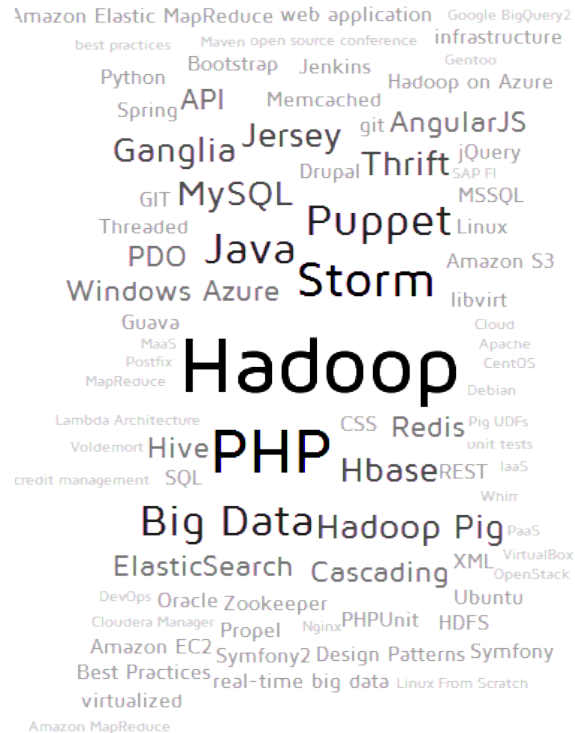 Amazon Elastic MapReduce web application Google BigQuery2
best practices Maven open source conference infrastructure
Python Bootstrap Jenkins Gentoo
Hadoop on Azure
Spring API Memcached
Ganglia Jersey git AngularJS
Drupal Thrift jQuery
SAP FI
GIT MySQL MSSQL
Threaded Puppet Linux
PDO Java Amazon S3
Windows Azure Storm libvirt
Guava Cloud
MaaS Apache
Postfix Hadoop CentOS
MapReduce Debian
Lambda Architecture CSS Redis Pig UDFs
Voldemort Hive PHP unit tests
credit management SQL Hbase REST IaaS
Whirr
Big Data Hadoop Pig PaaS
ElasticSearch Cascading XML VirtualBox
OpenStack
DevOps Oracle Zookeeper Ubuntu
Cloudera Manager Propel Nginx PHPUnit HDFS
Amazon EC2 Symfony2 Design Patterns Symfony
Best Practices real-time big data Linux From Scratch
virtualized
Amazon MapReduce